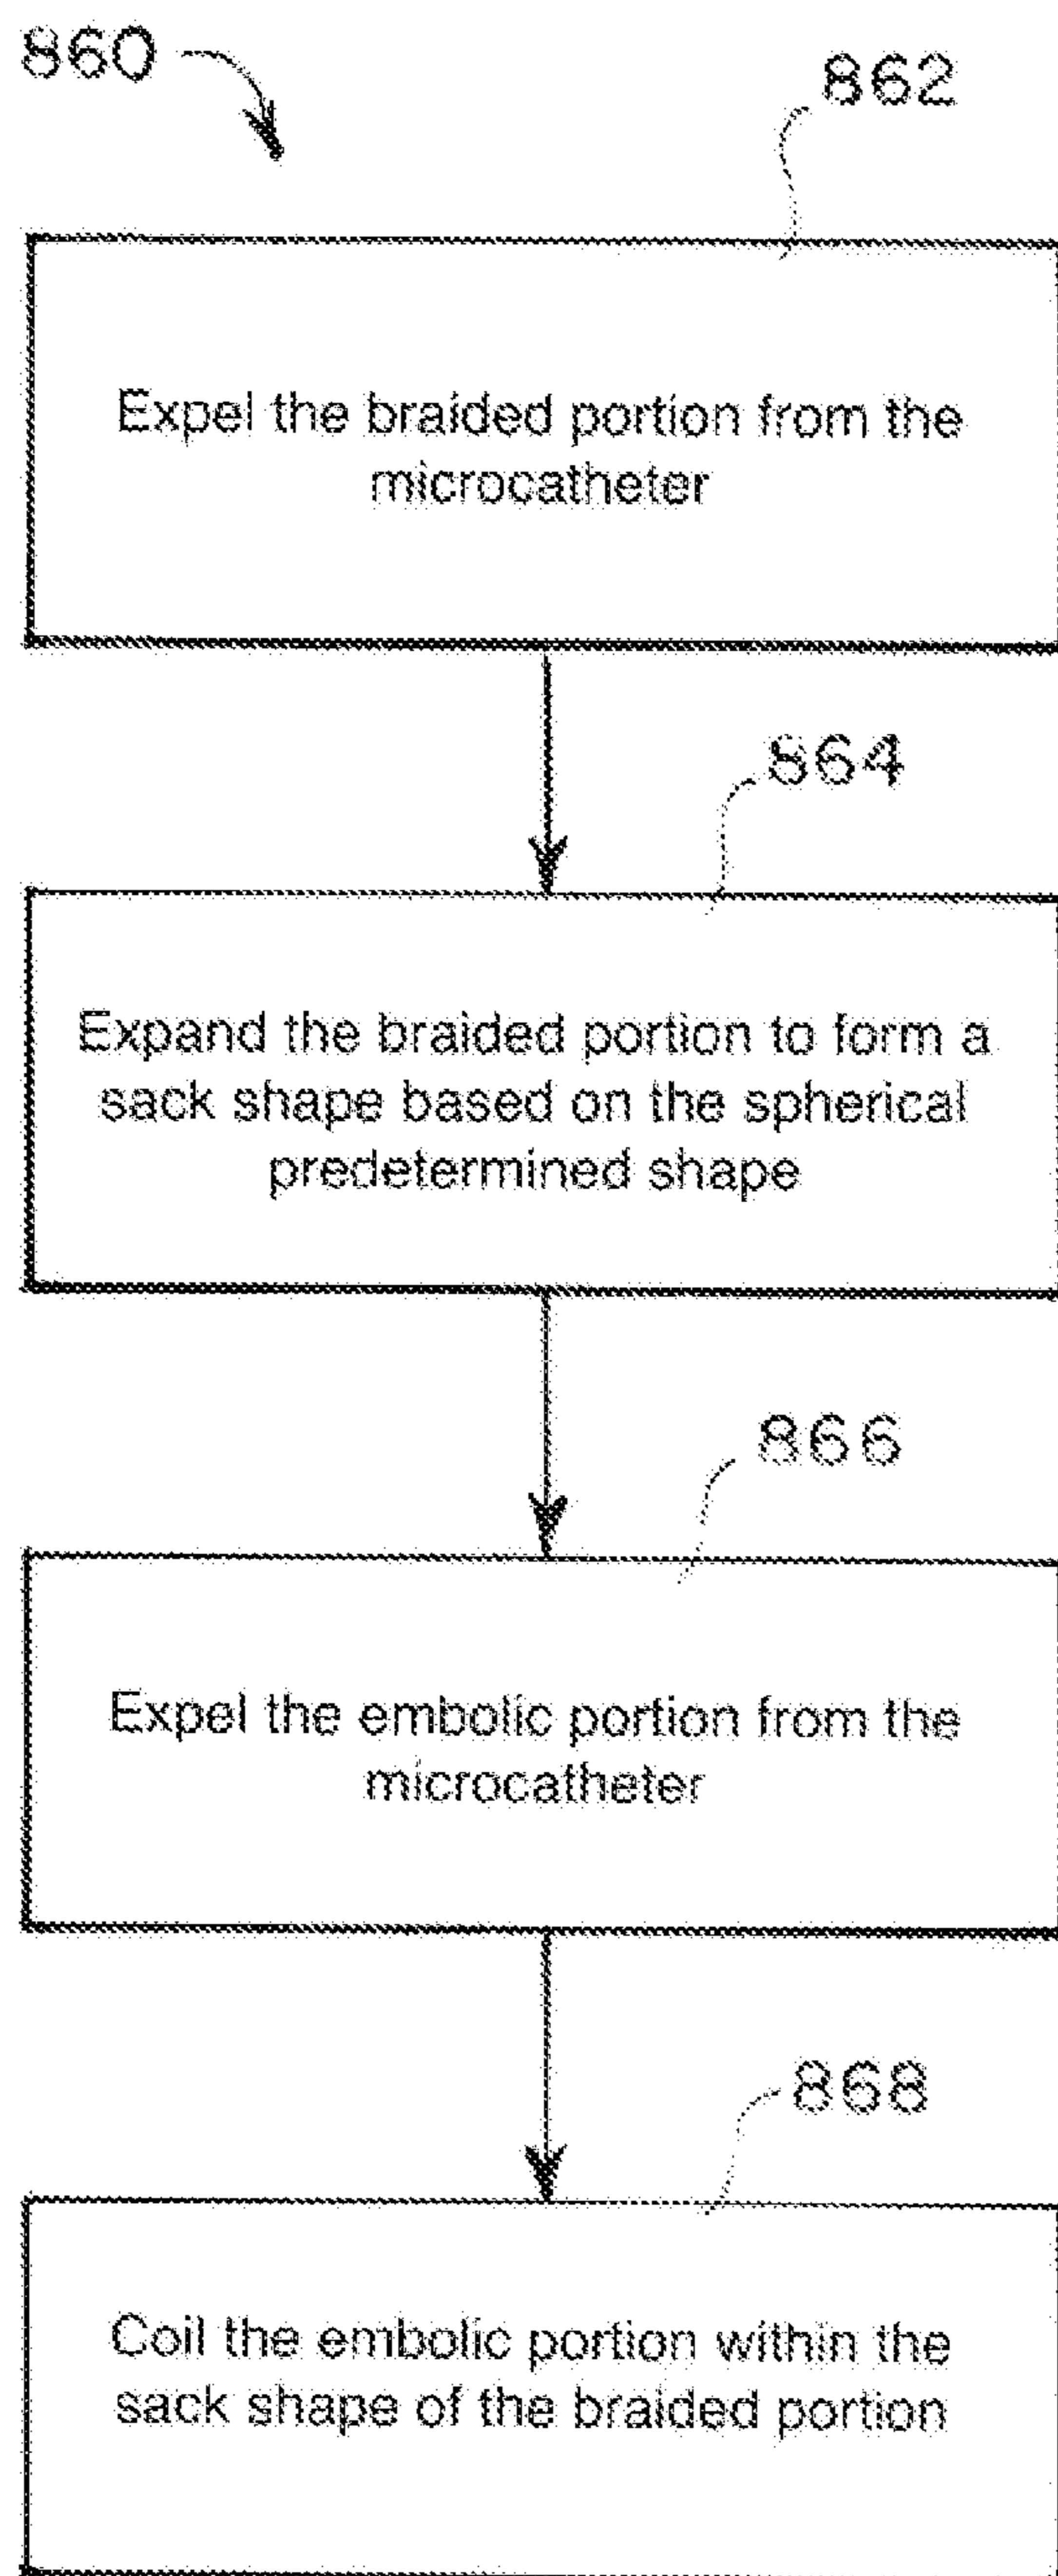 860
862
Expel the braided portion from the
microcatheter
864
Expand the braided portion to form a
sack shape based on the spherical
predetermined shape
866
Expel the embolic portion from the
microcatheter
868
Coil the embolic portion within the
sack shape of the braided portion